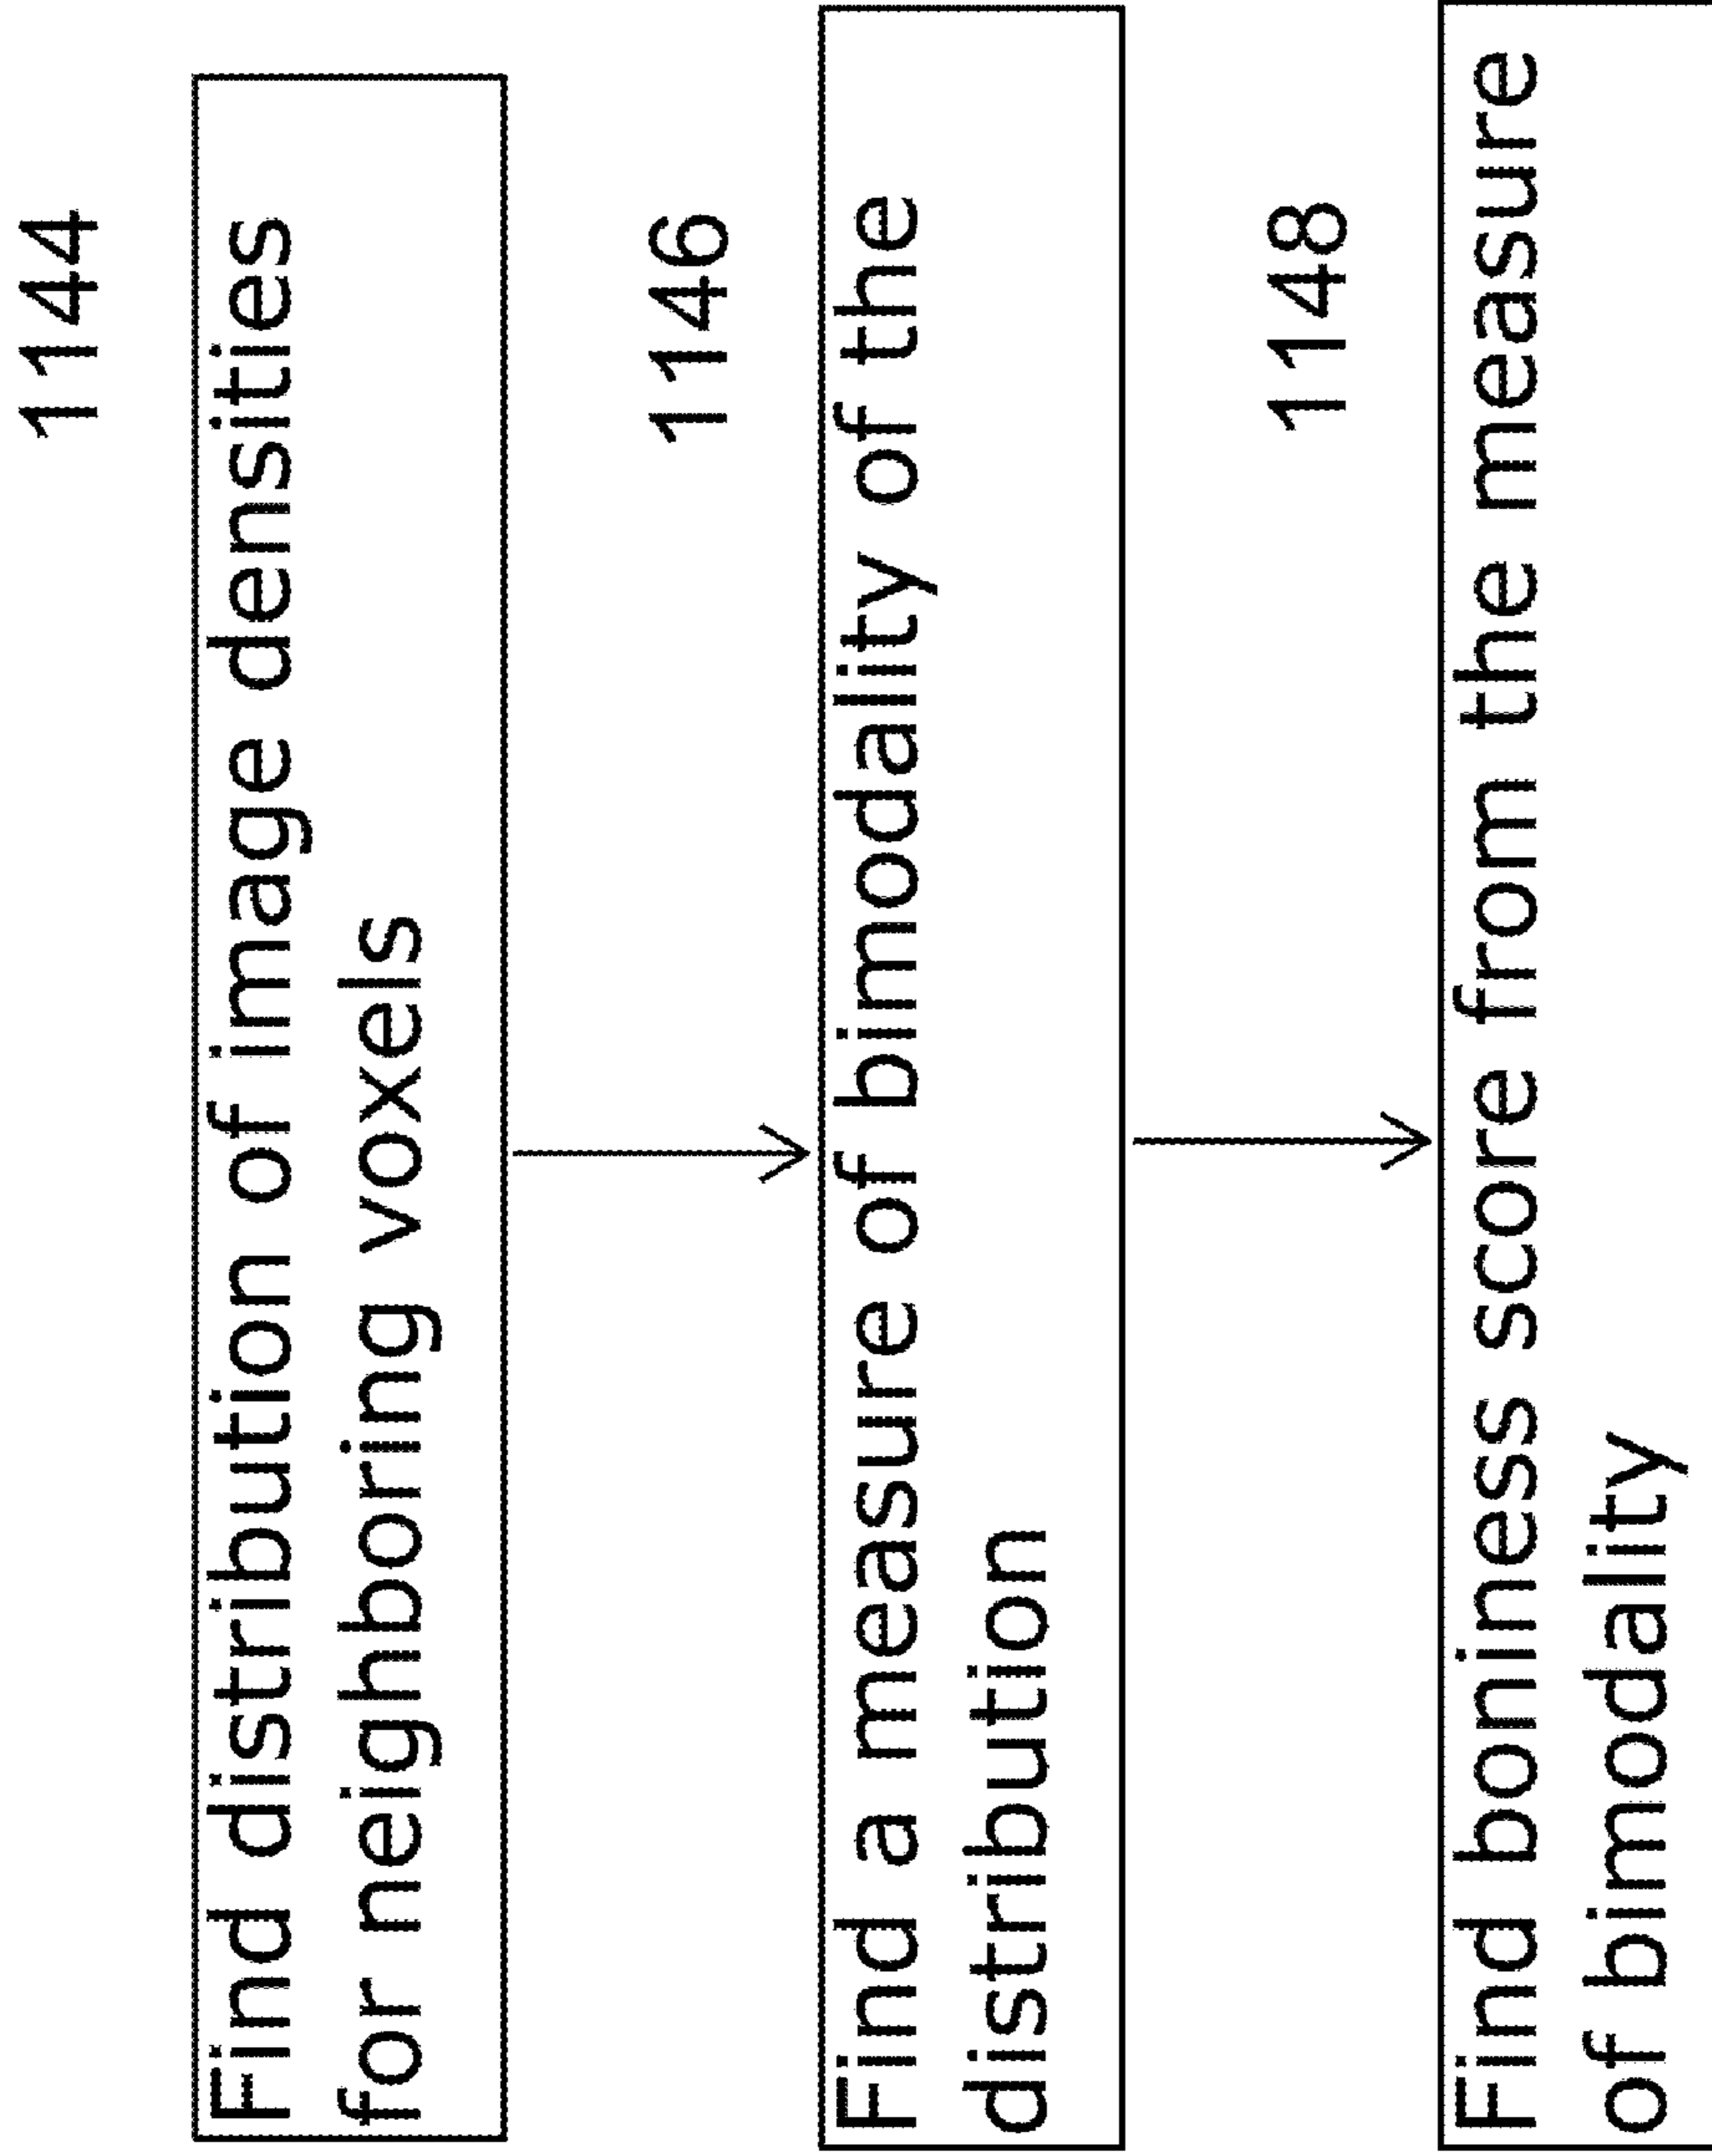 1144
Find distribution of image densities
for neighboring voxels
1146
Find a measure of bimodality of the
distribution
1148
Find boniness score from the measure
of bimodality